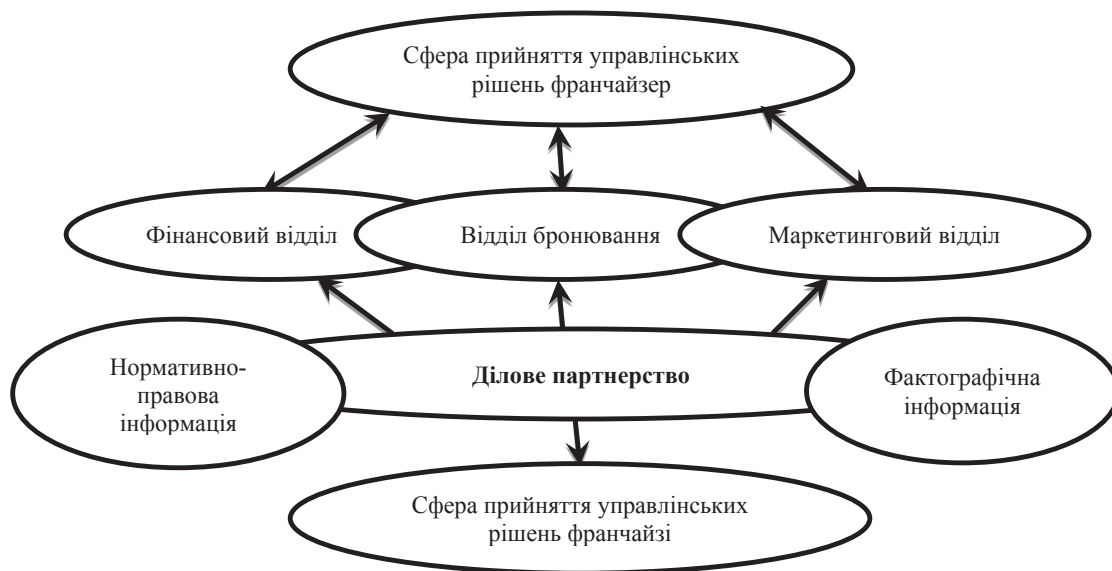 Сфера прийняття управлінських
рішень франчайзер
Фінансовий відділ
Відділ бронювання
Маркетинговий відділ
Нормативно-
правова
інформація
Ділове партнерство
Фактографічна
інформація
Сфера прийняття управлінських
рішень франчайзі